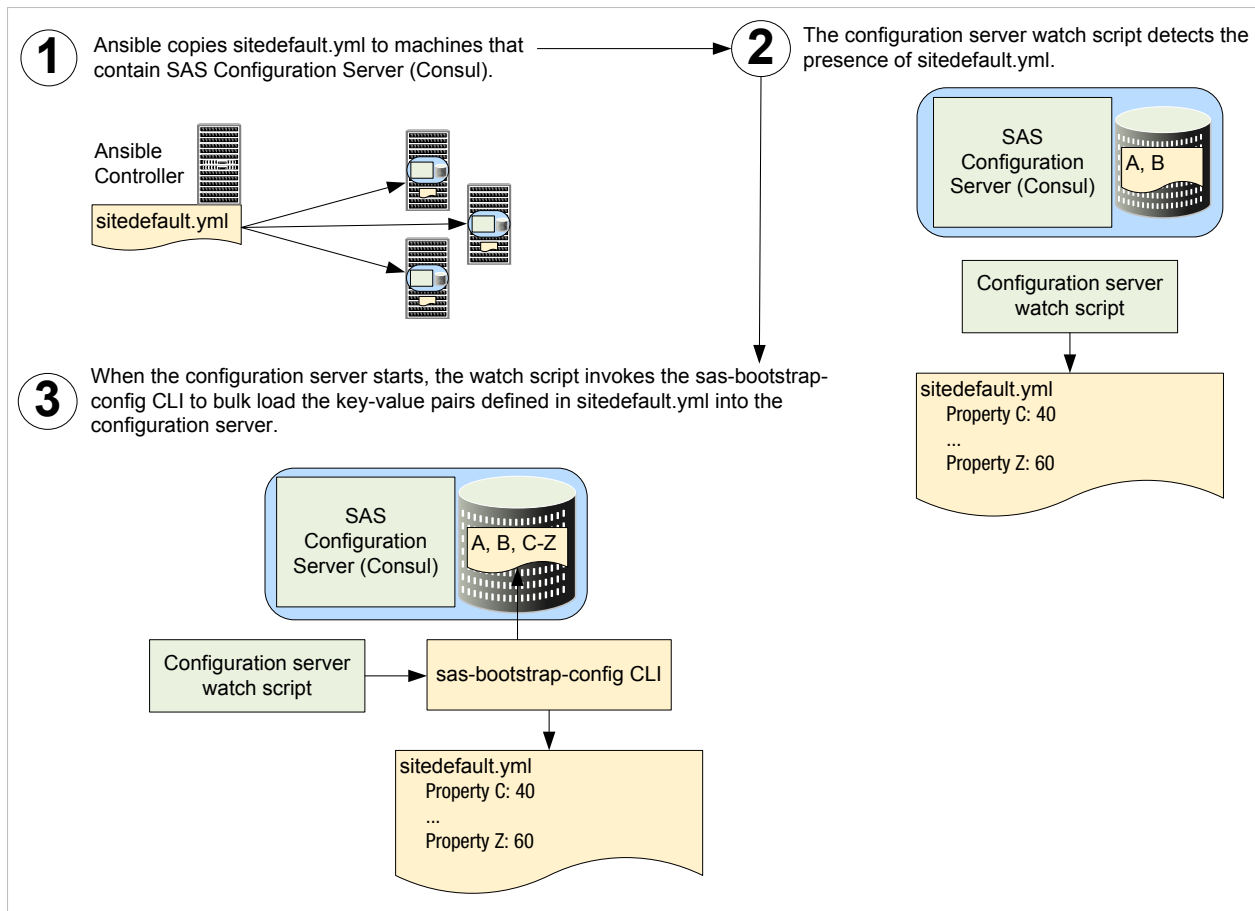 1
Ansible copies sitedefault.yml to machines that
contain SAS Configuration Server (Consul).
Ansible
Controller
sitedefault.yml
2
The configuration server watch script detects the
presence of sitedefault.yml.
SAS
Configuration
Server (Consul)
A, B
Configuration server
watch script
sitedefault.yml
Property C: 40
...
Property Z: 60
3
When the configuration server starts, the watch script invokes the sas-bootstrap-
config CLI to bulk load the key-value pairs defined in sitedefault.yml into the
configuration server.
SAS
Configuration
Server (Consul)
A, B, C-Z
Configuration server
watch script
sas-bootstrap-config CLI
sitedefault.yml
Property C: 40
...
Property Z: 60